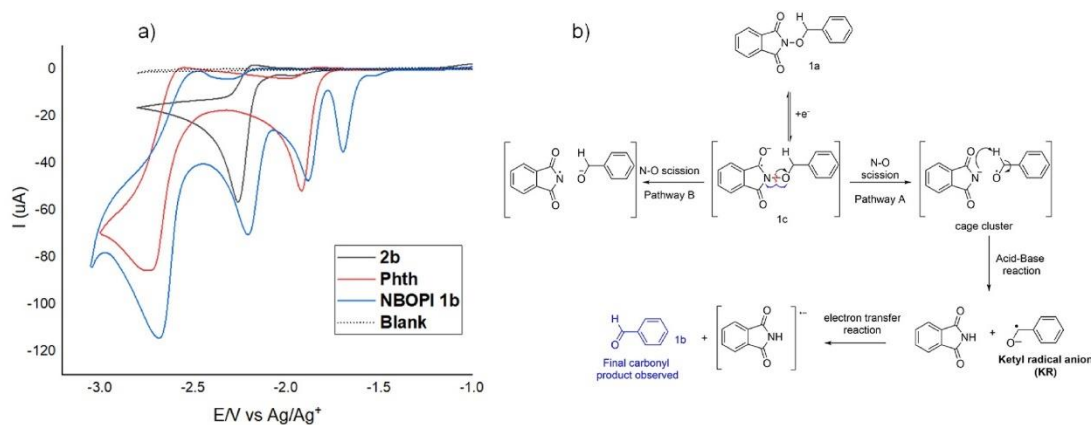 a)
0
-20
-40
-60
-80
-100
-120
I (uA)
-3.0
-2.5
-2.0
-1.5
-1.0
E/V vs Ag/Ag+
2b
Phth
NBOPI 1b
Blank
b)
O
N
O
O
H
1a
+e-
O
N•
O
H
O
-
N-O scission
Pathway B
O-
H
N
O
O
1c
N-O
scission
Pathway A
O
N
-
O
H
O
•
cage cluster
Acid-Base
reaction
H
O
1b
Final carbonyl
product observed
+
O
NH
O
•-
electron transfer
reaction
O
NH
O
+
•
O-
Ketyl radical anion
(KR)